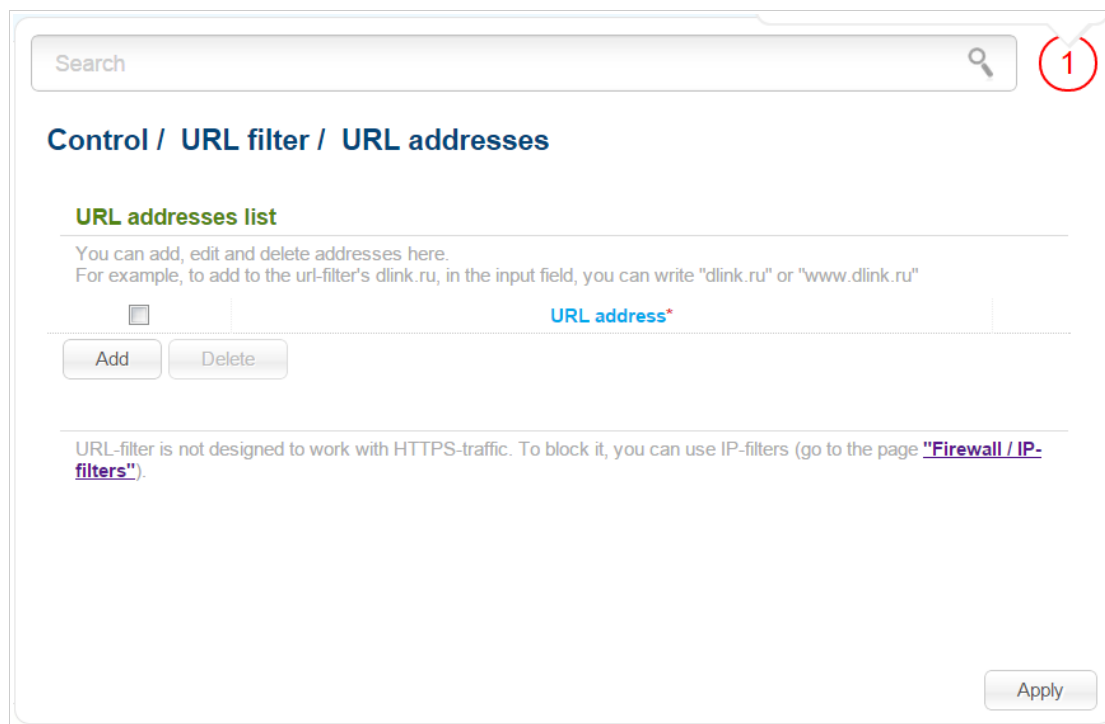 Search
1
Control / URL filter / URL addresses
URL addresses list
You can add, edit and delete addresses here.
For example, to add to the url-filter's dlink.ru, in the input field, you can write "dlink.ru" or "www.dlink.ru"
URL address*
Add Delete
URL-filter is not designed to work with HTTPS-traffic. To block it, you can use IP-filters (go to the page "Firewall / IP-
filters").
Apply